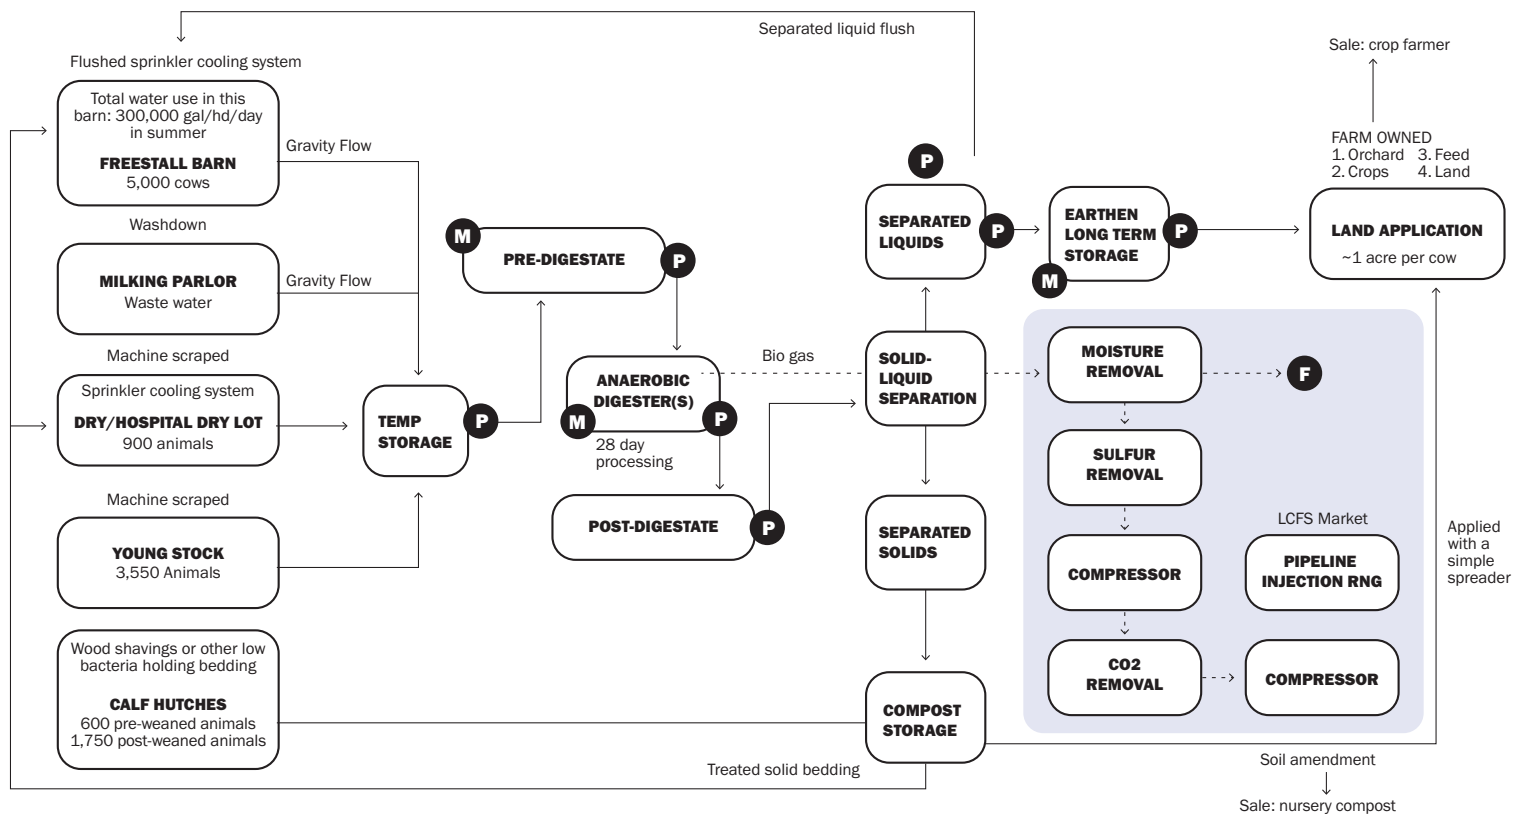 Separated liquid flush
Sale: crop farmer
Flushed sprinkler cooling system
Total water use in this
barn: 300,000 gal/hd/day
in summer
FREESTALL BARN
5,000 cows
Gravity Flow
Washdown
MILKING PARLOR
Waste water
Gravity Flow
Machine scraped
Sprinkler cooling system
DRY/HOSPITAL DRY LOT
900 animals
Machine scraped
YOUNG STOCK
3,550 Animals
Wood shavings or other low
bacteria holding bedding
CALF HUTCHES
600 pre-weaned animals
1,750 post-weaned animals
TEMP
STORAGE
P
M
PRE-DIGESTATE
P
ANAEROBIC
DIGESTER(S)
M
P
28 day
processing
POST-DIGESTATE
P
Bio gas
P
SEPARATED
LIQUIDS
P
SOLID-
LIQUID
SEPARATION
SEPARATED
SOLIDS
COMPOST
STORAGE
Treated solid bedding
EARTHEN
LONG TERM
STORAGE
P
M
FARM OWNED
1. Orchard 3. Feed
2. Crops 4. Land
LAND APPLICATION
~1 acre per cow
MOISTURE
REMOVAL
F
SULFUR
REMOVAL
COMPRESSOR
CO2
REMOVAL
LCFS Market
PIPELINE
INJECTION RNG
COMPRESSOR
Applied
with a
simple
spreader
Soil amendment
Sale: nursery compost